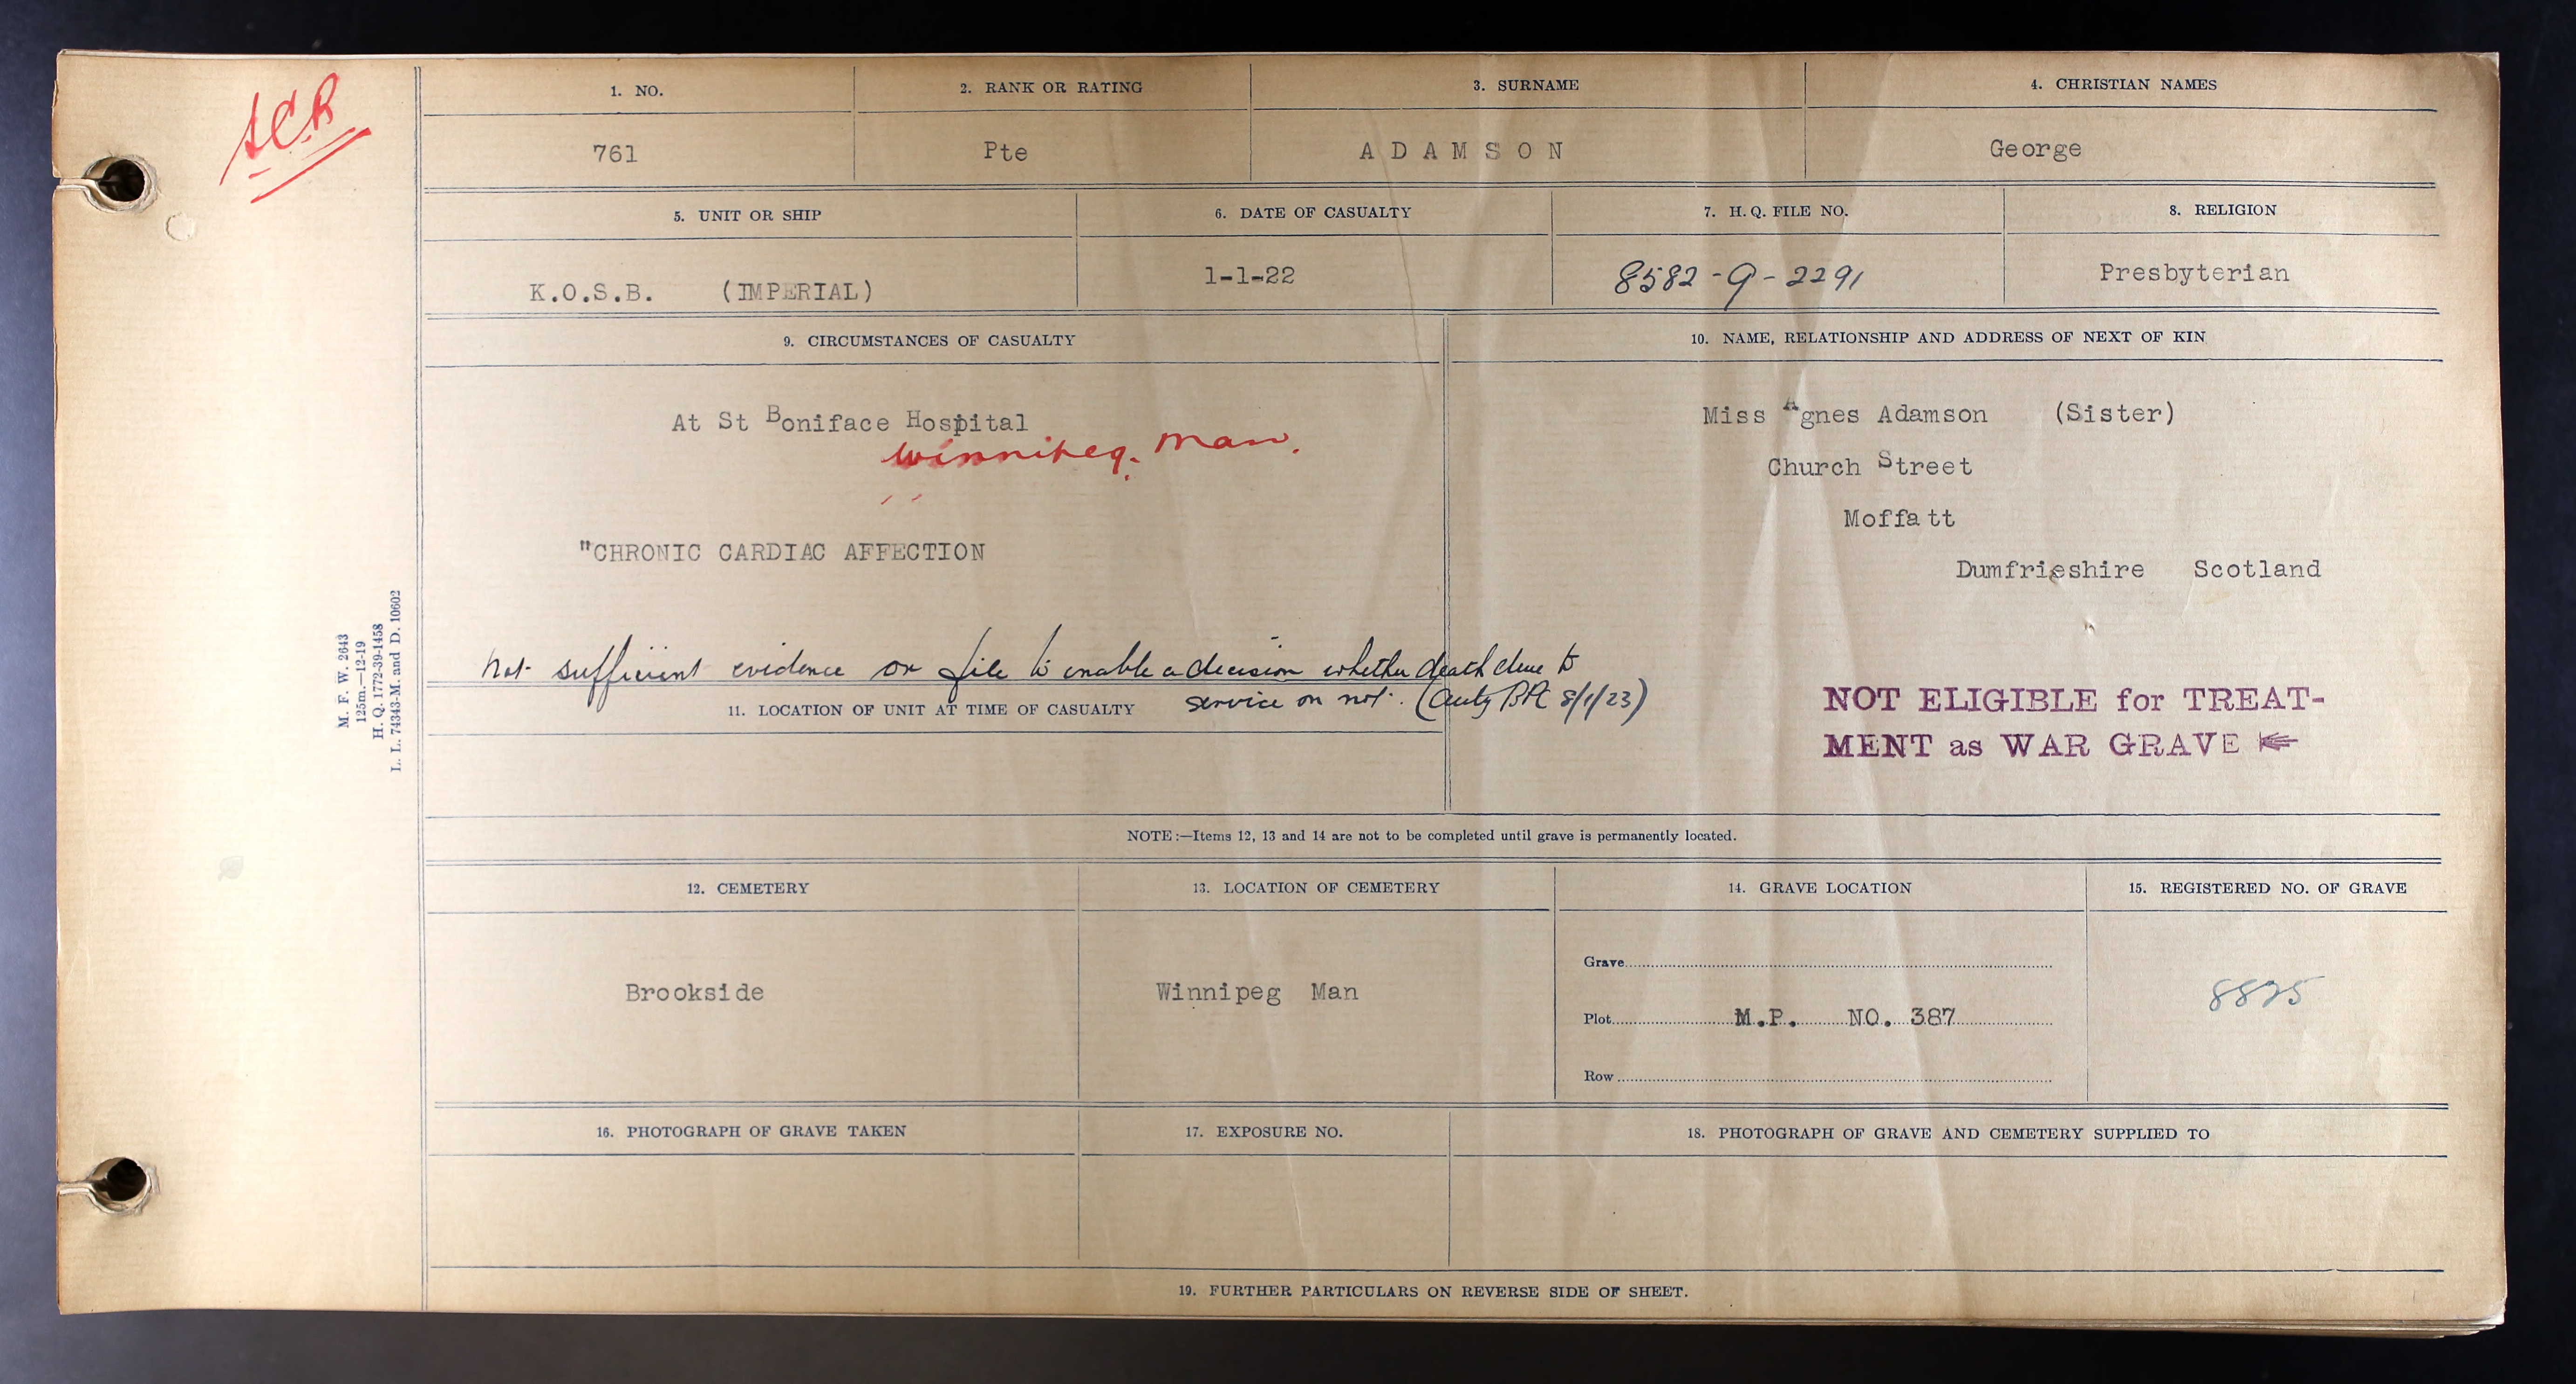 ACR
1. NO.
2. RANK OR RATING
3. SURNAME
4. CHRISTIAN NAMES
761
Pte
ADAMSON
George
5. UNIT OR SHIP
6. DATE OF CASUALTY
7. H. Q. FILE NO.
8. RELIGION
K.O.S.B. (IMPERIAL)
1-1-22
8582-9-2291
Presbyterian
9. CIRCUMSTANCES OF CASUALTY
10. NAME, RELATIONSHIP AND ADDRESS OF NEXT OF KIN
At St Boniface Hospital
Winnipeg. Man.
"CHRONIC CARDIAC AFFECTION
Miss Agnes Adamson (Sister)
Church Street
Moffatt
Dumfrieshire Scotland
Not sufficient evidence on file to enable a decision whether death due to
service or not. (Auty 8/1/23)
11. LOCATION OF UNIT AT TIME OF CASUALTY
NOT ELIGIBLE for TREAT-
MENT as WAR GRAVE
M. F. W. 2643
125m.—12-19
H. Q. 1772-39-1458
L. L. 74343-M. and D. 10602
NOTE:—Items 12, 13 and 14 are not to be completed until grave is permanently located.
12. CEMETERY
13. LOCATION OF CEMETERY
14. GRAVE LOCATION
15. REGISTERED NO. OF GRAVE
Brookside
Winnipeg Man
Grave
Plot M.P. NO. 387
Row
8825
16. PHOTOGRAPH OF GRAVE TAKEN
17. EXPOSURE NO.
18. PHOTOGRAPH OF GRAVE AND CEMETERY SUPPLIED TO
19. FURTHER PARTICULARS ON REVERSE SIDE OF SHEET.